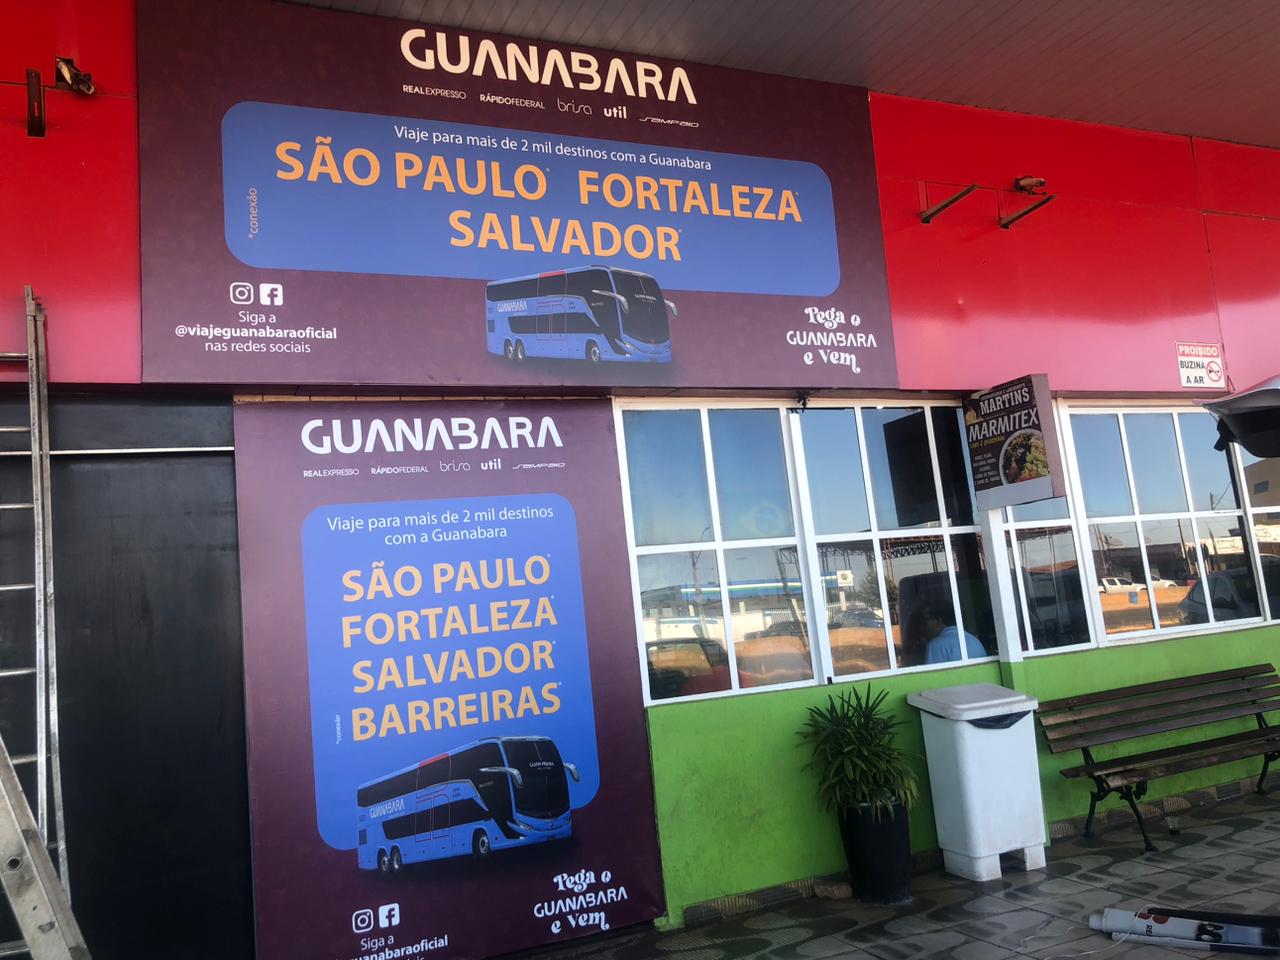 GUANABARA
REALEXPRESSO RÁPIDOFEDERAL brisa util SAMPAIO
Viaje para mais de 2 mil destinos com a Guanabara
SÃO PAULO* FORTALEZA*
SALVADOR*
*conexão
GUANABARA
Siga a
@viajeguanabaraoficial
nas redes sociais
Pega o
GUANABARA
e vem
PROIBIDO
BUZINA
A AR
MARTINS
MARMITEX
GUANABARA
REALEXPRESSO RÁPIDOFEDERAL brisa util SAMPAIO
Viaje para mais de 2 mil destinos
com a Guanabara
SÃO PAULO*
FORTALEZA*
SALVADOR*
BARREIRAS*
*conexão
GUANABARA
Pega o
GUANABARA
e vem
Siga a
guanabaraoficial